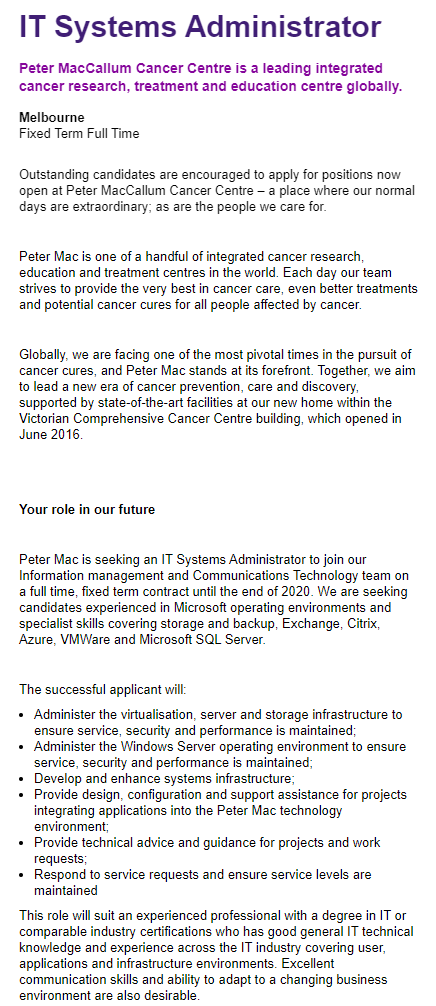 IT Systems Administrator
Peter MacCallum Cancer Centre is a leading integrated
cancer research, treatment and education centre globally.
Melbourne
Fixed Term Full Time
Outstanding candidates are encouraged to apply for positions now
open at Peter MacCallum Cancer Centre – a place where our normal
days are extraordinary; as are the people we care for.
Peter Mac is one of a handful of integrated cancer research,
education and treatment centres in the world. Each day our team
strives to provide the very best in cancer care, even better treatments
and potential cancer cures for all people affected by cancer.
Globally, we are facing one of the most pivotal times in the pursuit of
cancer cures, and Peter Mac stands at its forefront. Together, we aim
to lead a new era of cancer prevention, care and discovery,
supported by state-of-the-art facilities at our new home within the
Victorian Comprehensive Cancer Centre building, which opened in
June 2016.
Your role in our future
Peter Mac is seeking an IT Systems Administrator to join our
Information management and Communications Technology team on
a full time, fixed term contract until the end of 2020. We are seeking
candidates experienced in Microsoft operating environments and
specialist skills covering storage and backup, Exchange, Citrix,
Azure, VMWare and Microsoft SQL Server.
The successful applicant will:
• Administer the virtualisation, server and storage infrastructure to
ensure service, security and performance is maintained;
• Administer the Windows Server operating environment to ensure
service, security and performance is maintained;
• Develop and enhance systems infrastructure;
• Provide design, configuration and support assistance for projects
integrating applications into the Peter Mac technology
environment;
• Provide technical advice and guidance for projects and work
requests;
• Respond to service requests and ensure service levels are
maintained
This role will suit an experienced professional with a degree in IT or
comparable industry certifications who has good general IT technical
knowledge and experience across the IT industry covering user,
applications and infrastructure environments. Excellent
communication skills and ability to adapt to a changing business
environment are also desirable.